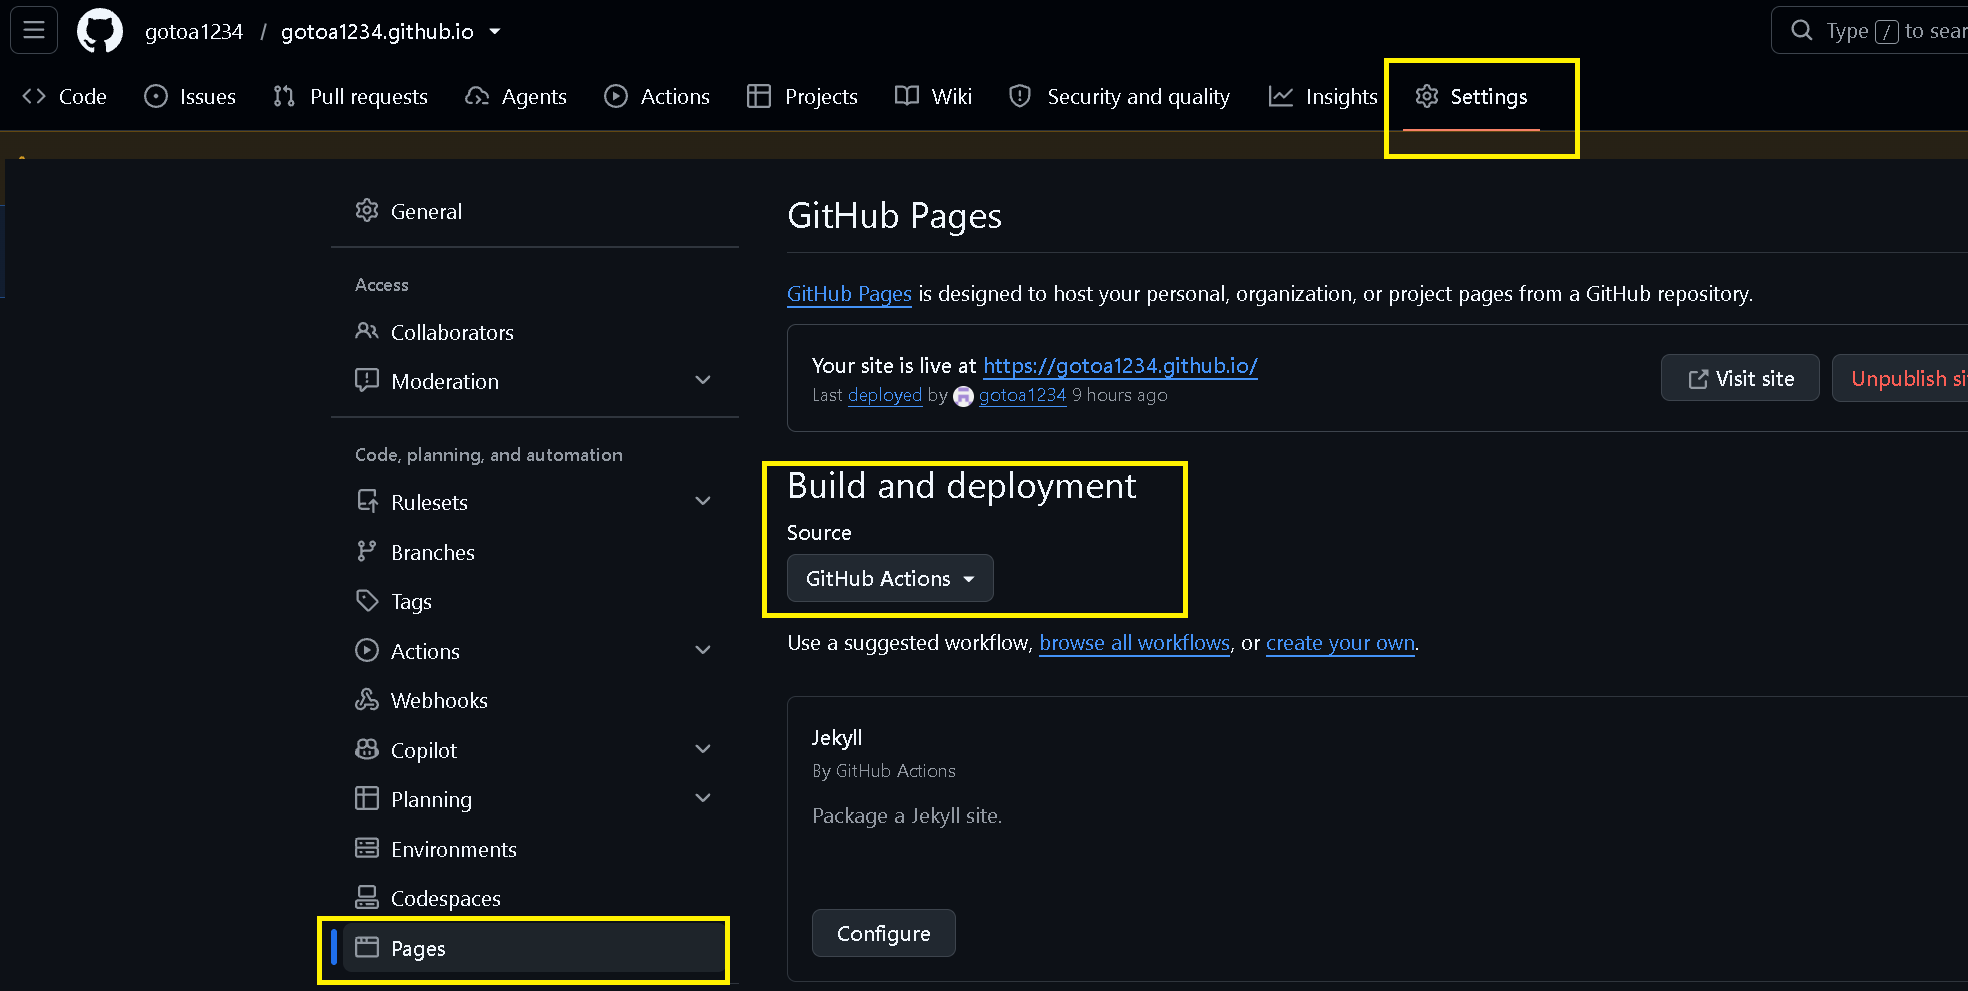 gotoa1234 / gotoa1234.github.io
Type / to sear
Code Issues Pull requests Agents Actions Projects Wiki Security and quality Insights Settings
General
Access
Collaborators
Moderation
Code, planning, and automation
Rulesets
Branches
Tags
Actions
Webhooks
Copilot
Planning
Environments
Codespaces
Pages
GitHub Pages
GitHub Pages is designed to host your personal, organization, or project pages from a GitHub repository.
Your site is live at https://gotoa1234.github.io/
Last deployed by gotoa1234 9 hours ago
Visit site
Unpublish si
Build and deployment
Source
GitHub Actions
Use a suggested workflow, browse all workflows, or create your own.
Jekyll
By GitHub Actions
Package a Jekyll site.
Configure